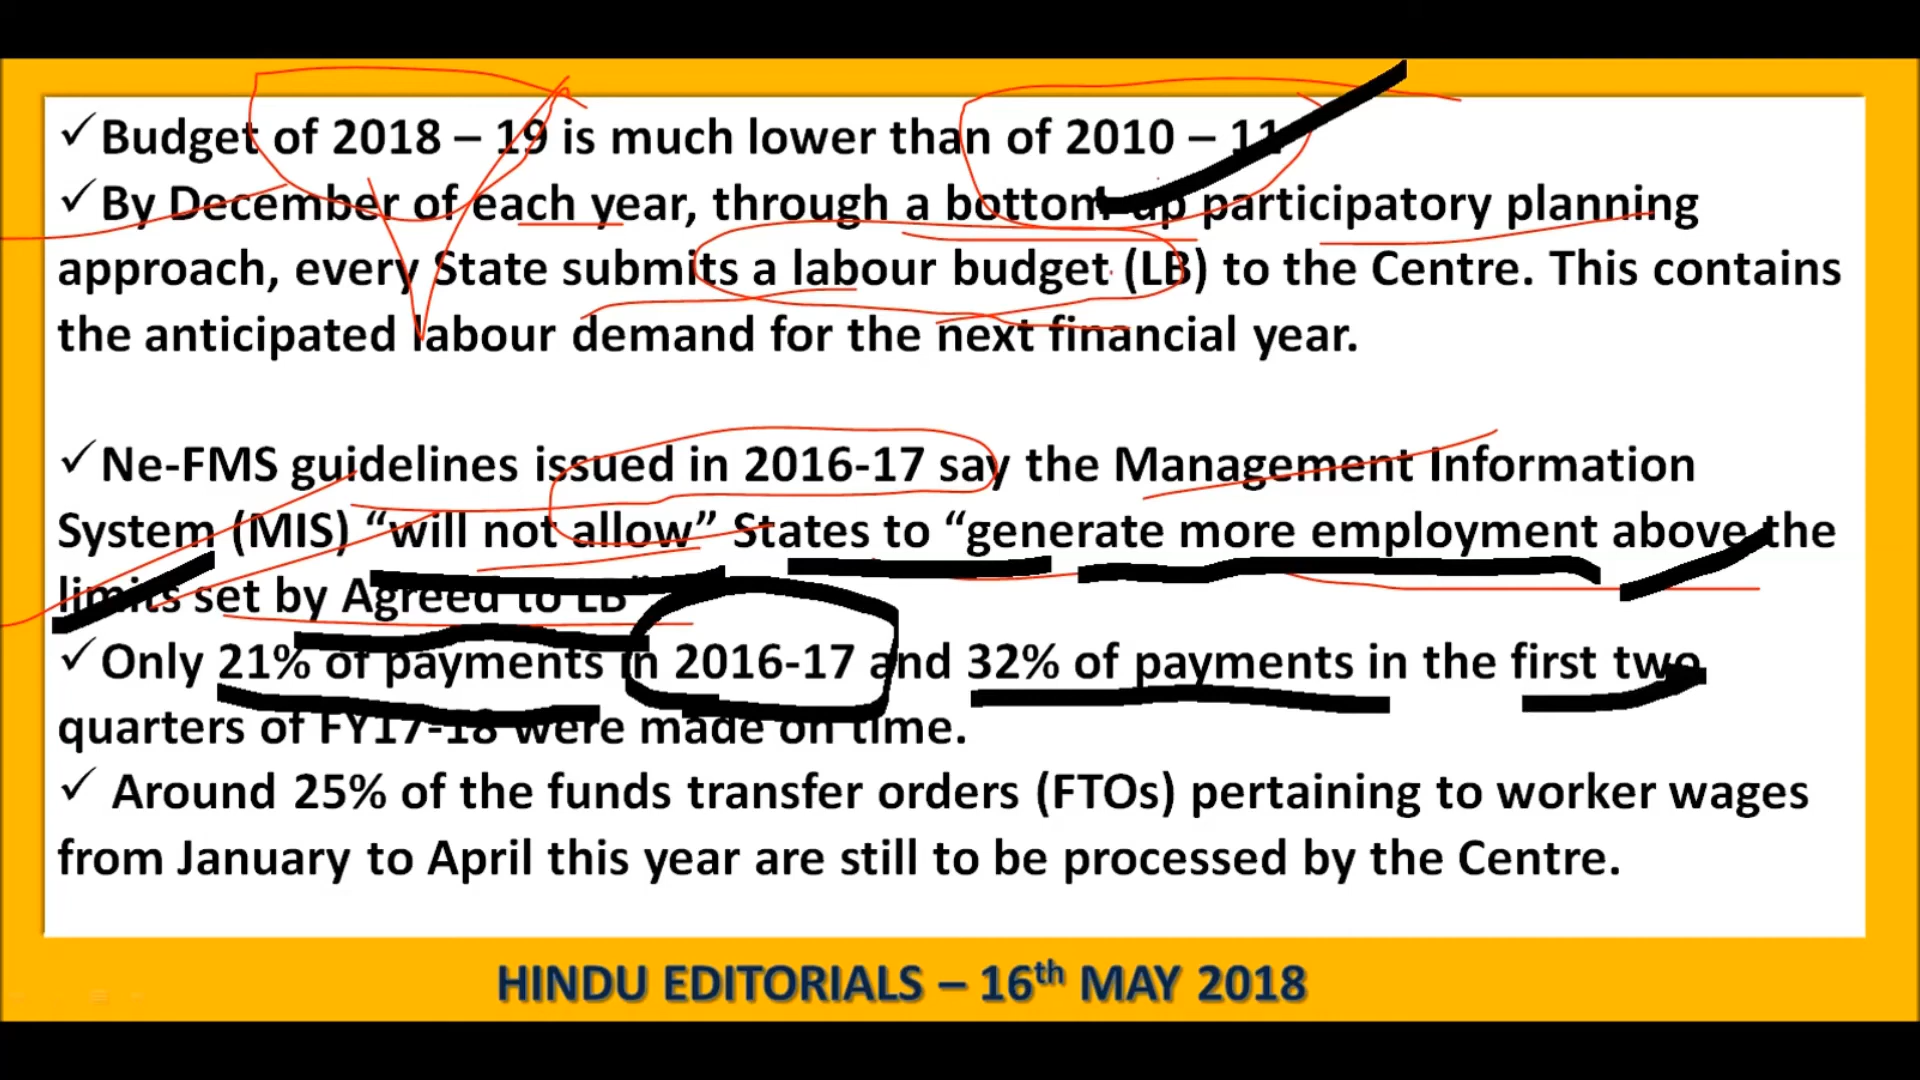 ✓Budget of 2018 – 19 is much lower than of 2010 – 11
✓By December of each year, through a bottom-up participatory planning
approach, every State submits a labour budget (LB) to the Centre. This contains
the anticipated labour demand for the next financial year.
✓Ne-FMS guidelines issued in 2016-17 say the Management Information
System (MIS) “will not allow” States to “generate more employment above the
limits set by Agreed to LB”
✓Only 21% of payments in 2016-17 and 32% of payments in the first two
quarters of FY17-18 were made on time.
✓ Around 25% of the funds transfer orders (FTOs) pertaining to worker wages
from January to April this year are still to be processed by the Centre.
HINDU EDITORIALS – 16th MAY 2018